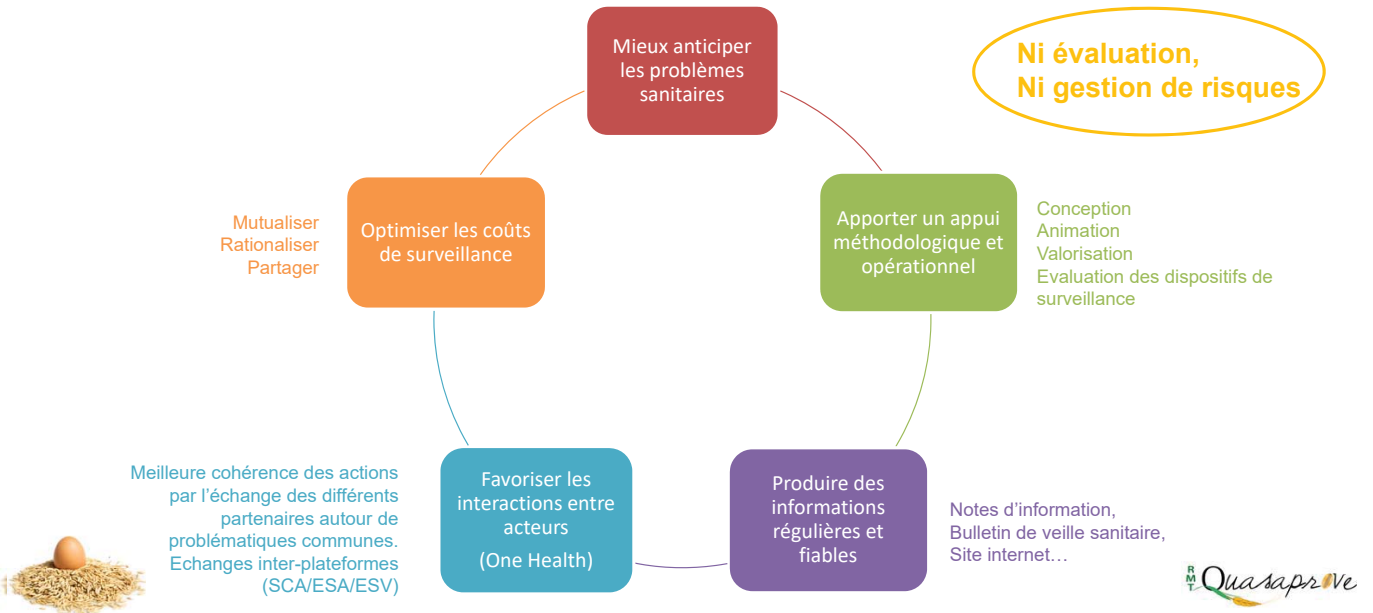 Mieux anticiper
les problèmes
sanitaires
Ni évaluation,
Ni gestion de risques
Mutualiser
Rationaliser
Partager
Optimiser les coûts
de surveillance
Apporter un appui
méthodologique et
opérationnel
Conception
Animation
Valorisation
Evaluation des dispositifs de
surveillance
Meilleure cohérence des actions
par l’échange des différents
partenaires autour de
problématiques communes.
Echanges inter-plateformes
(SCA/ESA/ESV)
Favoriser les
interactions entre
acteurs
(One Health)
Produire des
informations
régulières et
fiables
Notes d’information,
Bulletin de veille sanitaire,
Site internet…
RMT Quasaprove